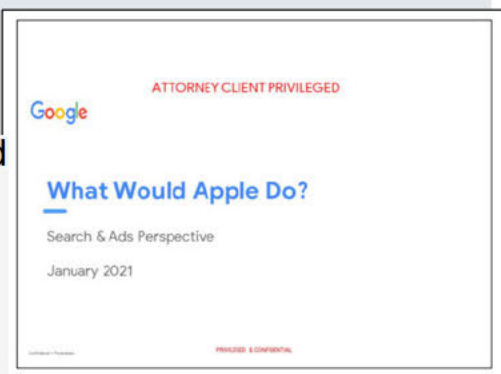 ATTORNEY CLIENT PRIVILEGED
Google
d
What Would Apple Do?
Search & Ads Perspective
January 2021
PRIVILEGED & CONFIDENTIAL